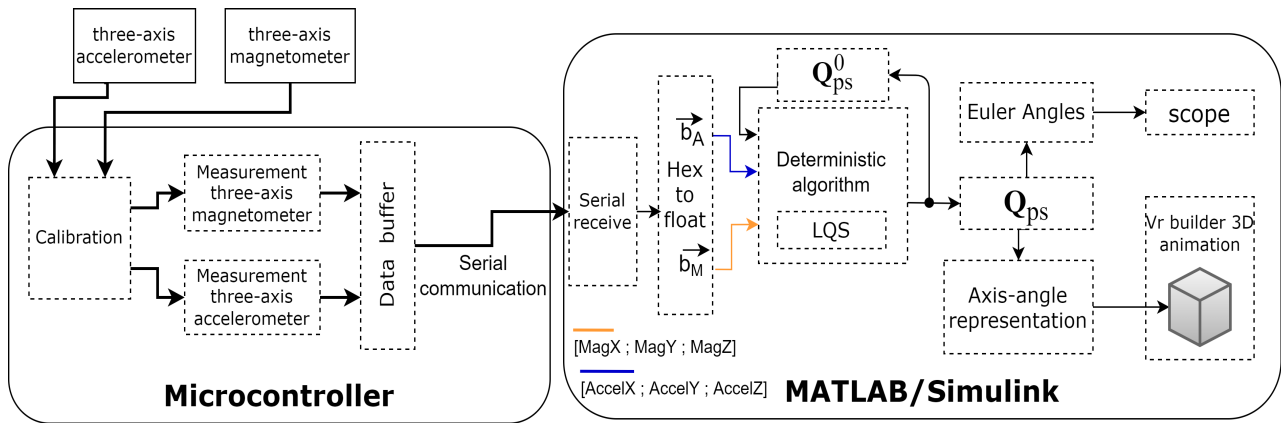 three-axis
accelerometer
three-axis
magnetometer
Calibration
Measurement
three-axis
magnetometer
Measurement
three-axis
accelerometer
Data buffer
Serial
communication
Microcontroller
Serial
receive
b_A
Hex
to
float
b_M
Q_ps^0
Deterministic
algorithm
LQS
Euler Angles
scope
Q_ps
Axis-angle
representation
Vr builder 3D
animation
[MagX ; MagY ; MagZ]
[AccelX ; AccelY ; AccelZ]
MATLAB/Simulink